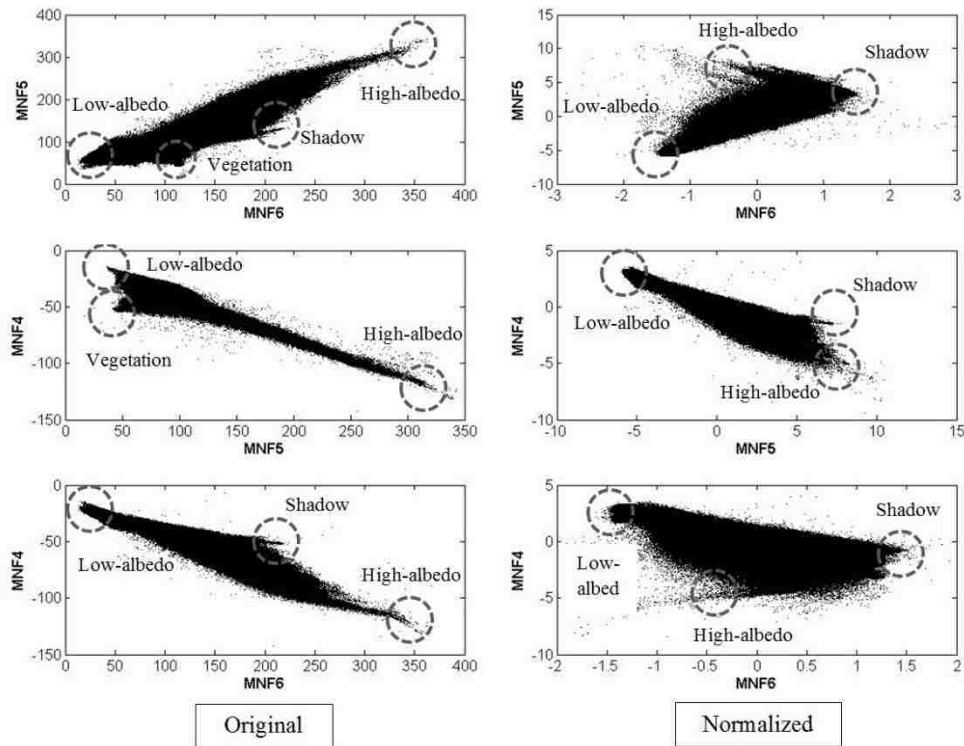 400
300
200
100
0
MNF5
Low-albedo
High-albedo
Shadow
Vegetation
0 50 100 150 200 250 300 350 400
MNF6
15
10
5
0
-5
-10
MNF5
High-albedo
Shadow
Low-albedo
-3 -2 -1 0 1 2 3
MNF6
0
-50
-100
-150
MNF4
Low-albedo
High-albedo
Vegetation
0 50 100 150 200 250 300 350
MNF5
5
0
-5
-10
MNF4
Shadow
Low-albedo
High-albedo
-10 -5 0 5 10 15
MNF5
0
-50
-100
-150
MNF4
Shadow
Low-albedo
High-albedo
0 50 100 150 200 250 300 350 400
MNF6
5
0
-5
-10
MNF4
Shadow
Low-
albed
High-albedo
-2 -1.5 -1 -0.5 0 0.5 1 1.5 2
MNF6
Original
Normalized